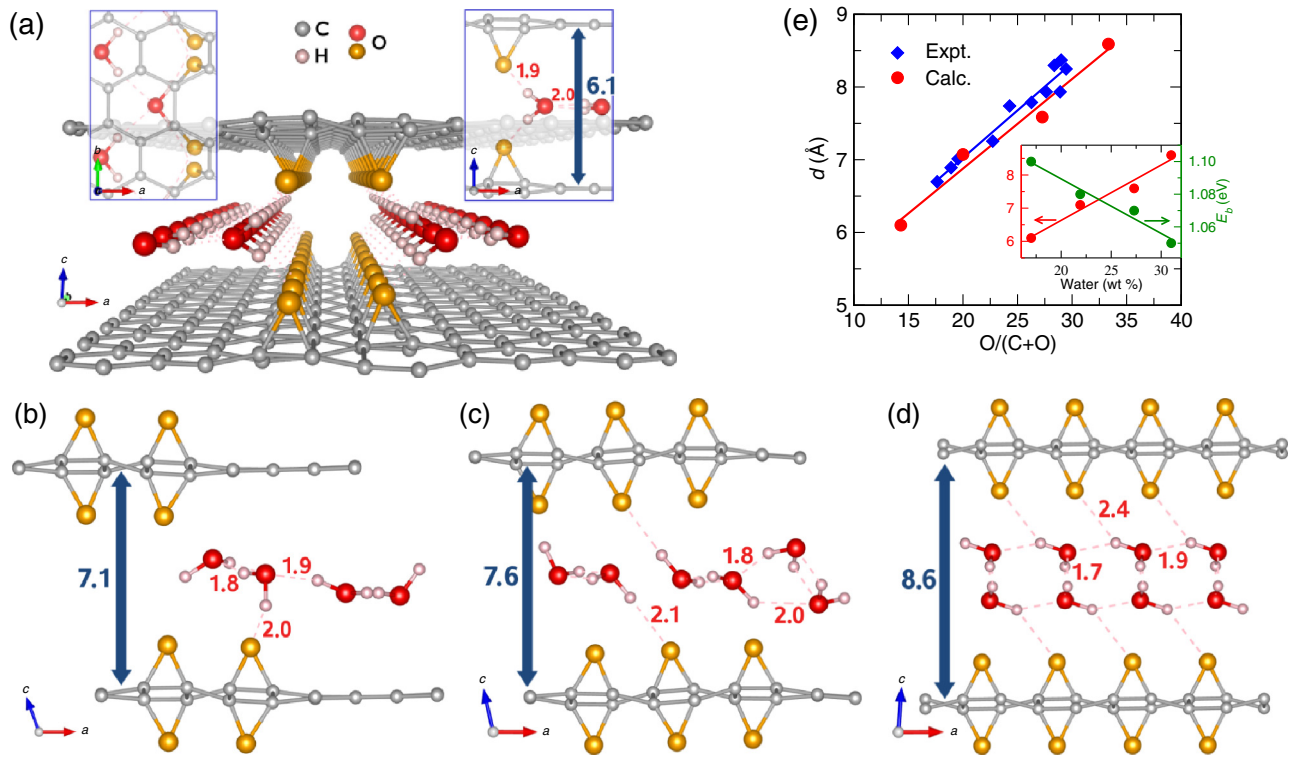 (a)
C
H
O
b
a
1.9
2.0
6.1
c
a
c
b
a
(e)
9
8
7
6
5
d (Å)
Expt.
Calc.
8
7
6
1.10
1.08
1.06
E_b (eV)
20 25 30
Water (wt %)
10 15 20 25 30 35 40
O/(C+O)
(b)
7.1
1.8
1.9
2.0
c
a
(c)
7.6
1.8
2.1
2.0
c
a
(d)
8.6
2.4
1.7
1.9
c
a